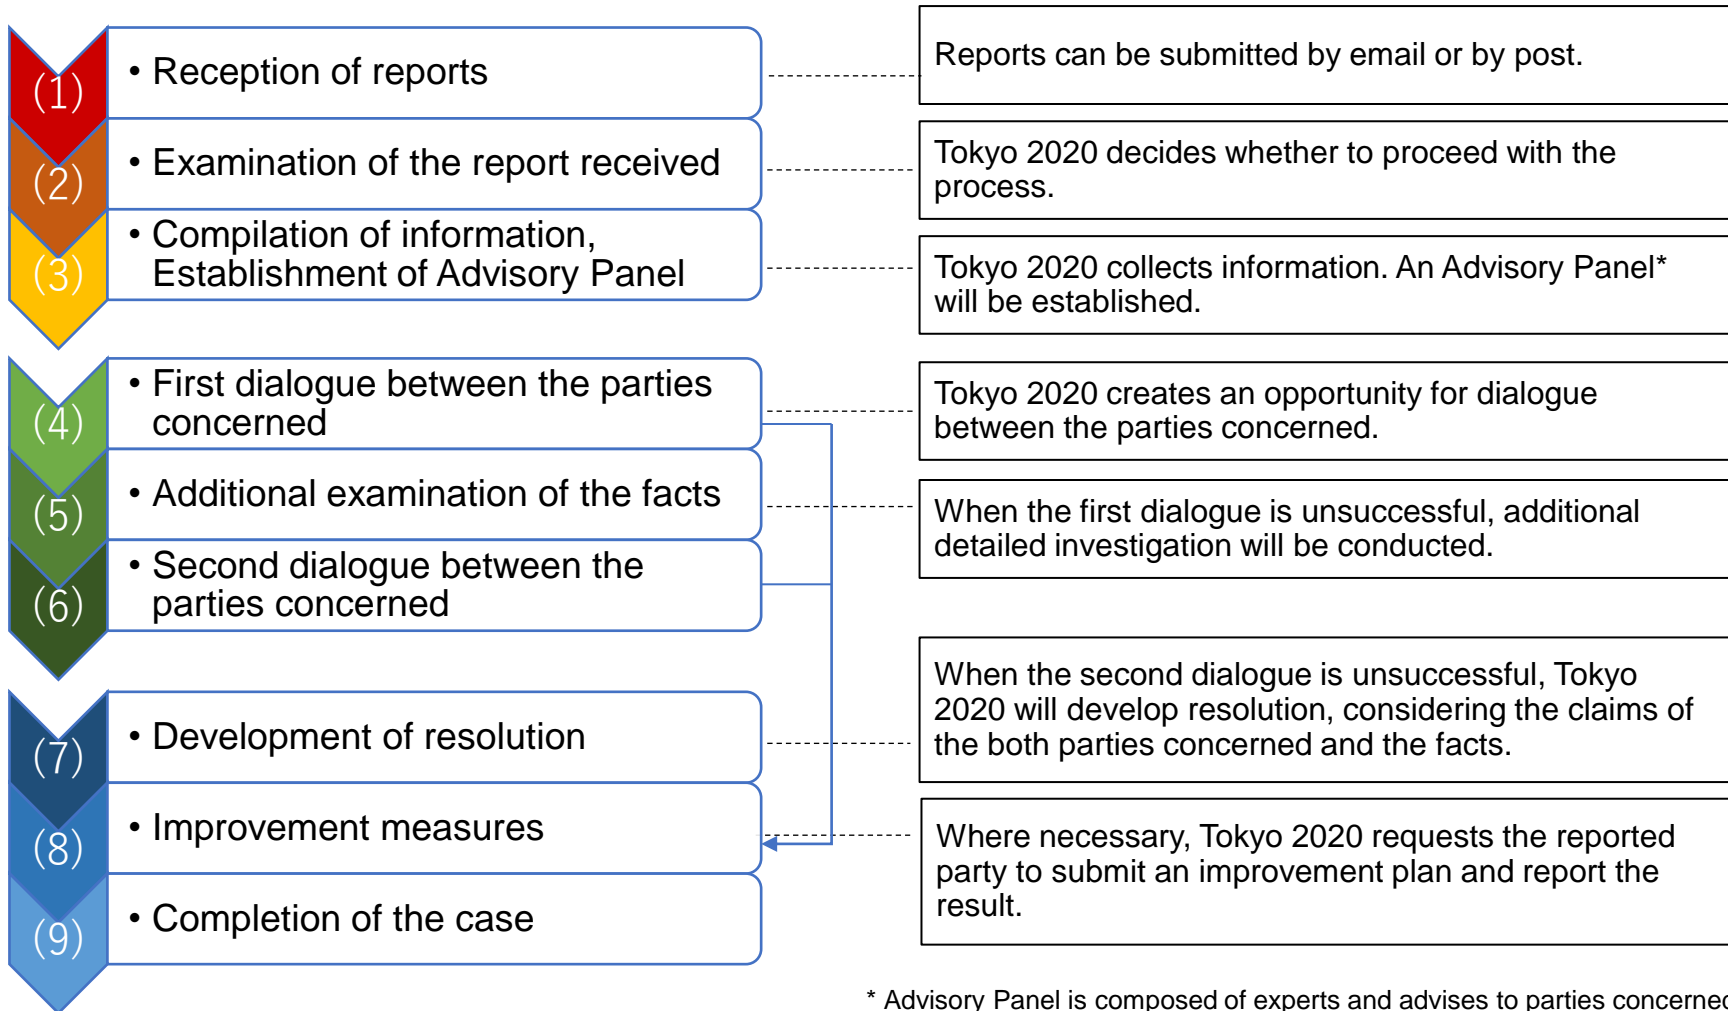 (1)
• Reception of reports
Reports can be submitted by email or by post.
(2)
• Examination of the report received
Tokyo 2020 decides whether to proceed with the
process.
(3)
• Compilation of information,
Establishment of Advisory Panel
Tokyo 2020 collects information. An Advisory Panel*
will be established.
(4)
• First dialogue between the parties
concerned
Tokyo 2020 creates an opportunity for dialogue
between the parties concerned.
(5)
• Additional examination of the facts
When the first dialogue is unsuccessful, additional
detailed investigation will be conducted.
(6)
• Second dialogue between the
parties concerned
(7)
• Development of resolution
When the second dialogue is unsuccessful, Tokyo
2020 will develop resolution, considering the claims of
the both parties concerned and the facts.
(8)
• Improvement measures
Where necessary, Tokyo 2020 requests the reported
party to submit an improvement plan and report the
result.
(9)
• Completion of the case
* Advisory Panel is composed of experts and advises to parties concerned